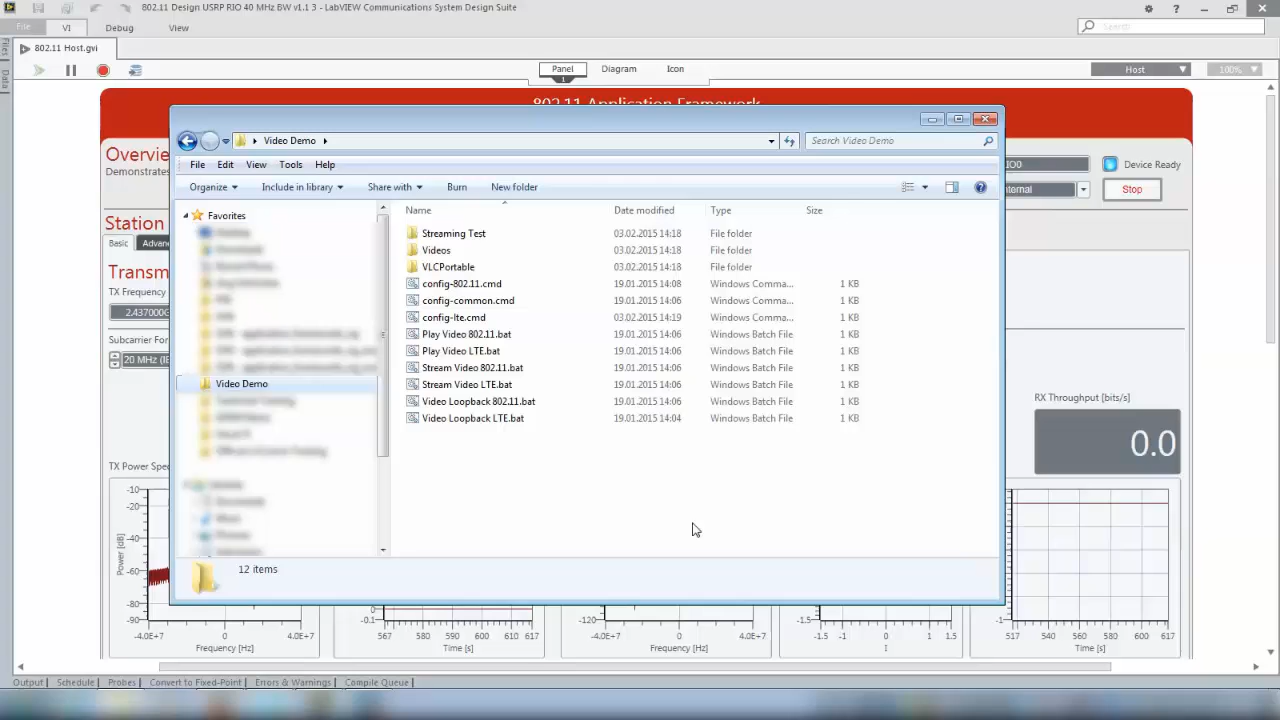 802.11 Design USRP RIO 40 MHz BW v1.1 3 - LabVIEW Communications System Design Suite
File VI Debug View
Search
Files
Data
802.11 Host.gvi
Panel Diagram Icon
1
Host 100%
802.11 Application Framework
Overvie
Demonstrates
RIO0 Device Ready
ternal Stop
Station
Basic Advan
Transm
TX Frequency
2.437000G
Subcarrier For
20 MHz (IE
TX Power Spec
RX Throughput [bits/s]
0.0
Video Demo
Search Video Demo
File Edit View Tools Help
Organize Include in library Share with Burn New folder
Favorites
Video Demo
Name Date modified Type Size
Streaming Test 03.02.2015 14:18 File folder
Videos 03.02.2015 14:18 File folder
VLCPortable 03.02.2015 14:18 File folder
config-802.11.cmd 19.01.2015 14:08 Windows Comma... 1 KB
config-common.cmd 19.01.2015 14:06 Windows Comma... 1 KB
config-lte.cmd 03.02.2015 14:19 Windows Comma... 1 KB
Play Video 802.11.bat 19.01.2015 14:06 Windows Batch File 1 KB
Play Video LTE.bat 19.01.2015 14:06 Windows Batch File 1 KB
Stream Video 802.11.bat 19.01.2015 14:06 Windows Batch File 1 KB
Stream Video LTE.bat 19.01.2015 14:06 Windows Batch File 1 KB
Video Loopback 802.11.bat 19.01.2015 14:06 Windows Batch File 1 KB
Video Loopback LTE.bat 19.01.2015 14:04 Windows Batch File 1 KB
12 items
Power [dB]
-10
-20
-40
-60
-80
-90
-4.0E+7 0 4.0E+7
Frequency [Hz]
0
-0.1
567 580 590 600 610 617
Time [s]
-120
-4.0E+7 0 4.0E+7
Frequency [Hz]
-1.5
-1.5 -1 0 1 1.5
I
-1
517 540 560 580 600 617
Time [s]
Output Schedule Probes Convert to Fixed-Point Errors & Warnings Compile Queue